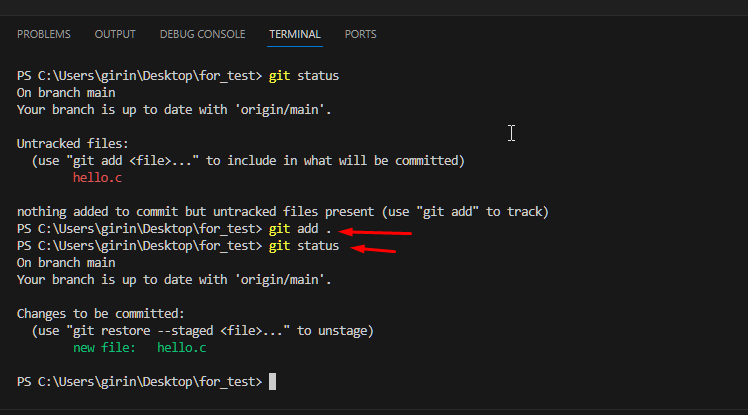 PROBLEMS OUTPUT DEBUG CONSOLE TERMINAL PORTS
PS C:\Users\girin\Desktop\for_test> git status
On branch main
Your branch is up to date with 'origin/main'.
Untracked files:
(use "git add <file>..." to include in what will be committed)
hello.c
nothing added to commit but untracked files present (use "git add" to track)
PS C:\Users\girin\Desktop\for_test> git add .
PS C:\Users\girin\Desktop\for_test> git status
On branch main
Your branch is up to date with 'origin/main'.
Changes to be committed:
(use "git restore --staged <file>..." to unstage)
new file: hello.c
PS C:\Users\girin\Desktop\for_test>